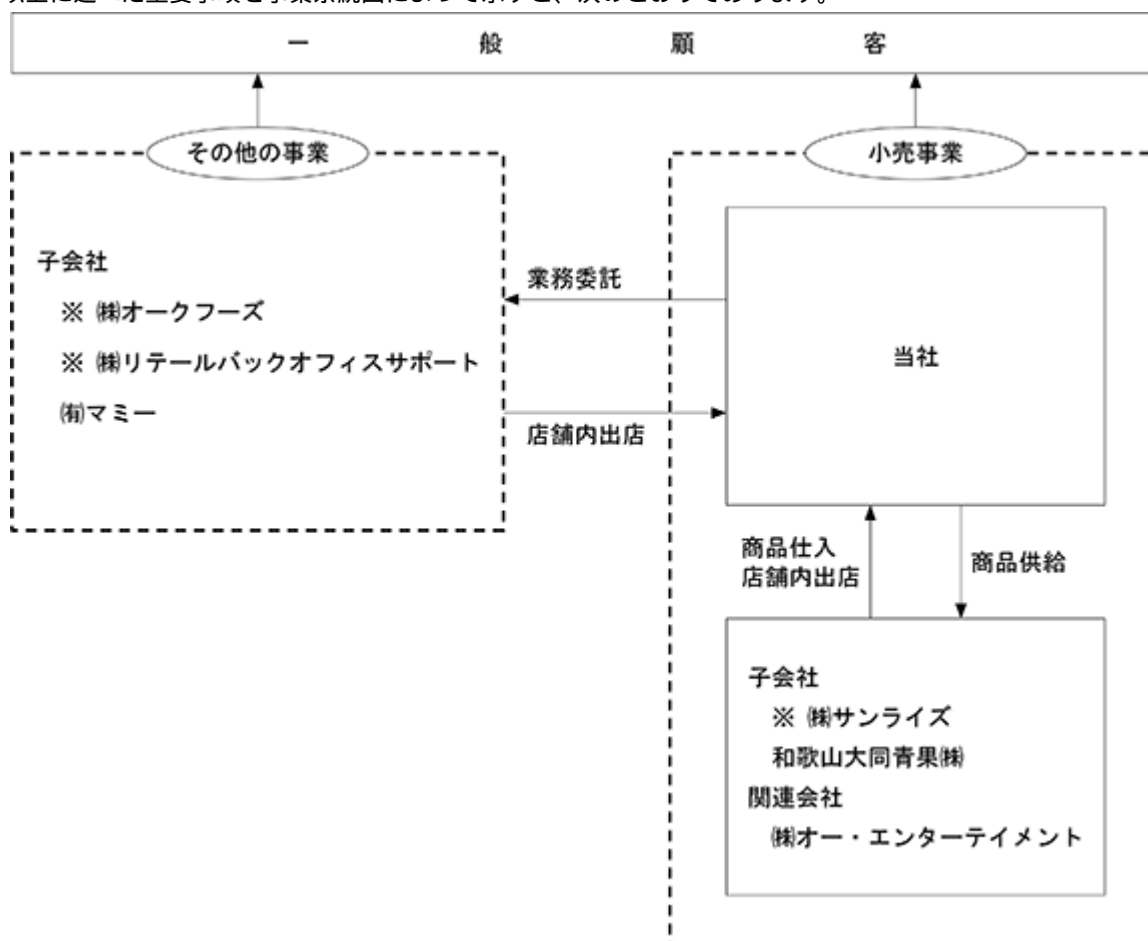 一般顧客
その他の事業
小売事業
子会社
※ ㈱オークフーズ
※ ㈱リテールバックオフィスサポート
㈲マミー
業務委託
店舗内出店
当社
商品仕入
店舗内出店
商品供給
子会社
※ ㈱サンライズ
和歌山大同青果㈱
関連会社
㈱オー・エンターテイメント